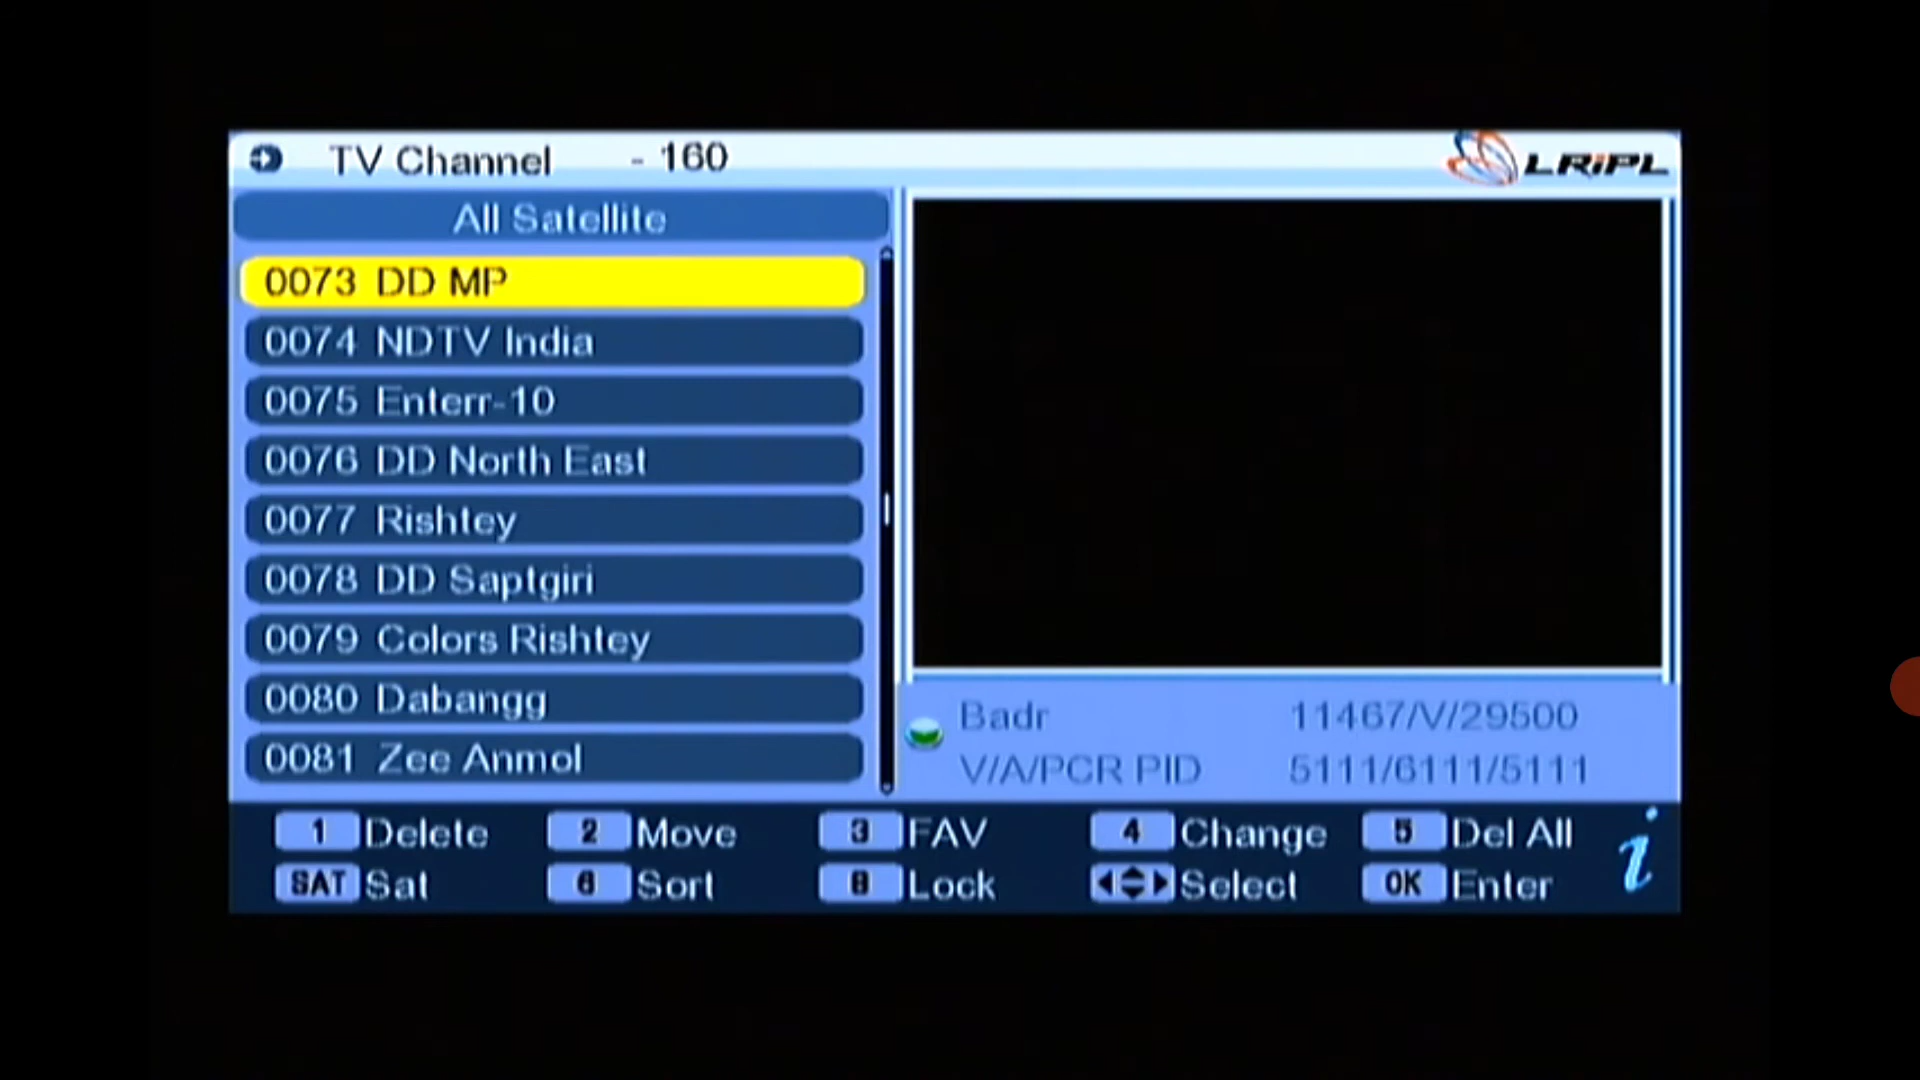 TV Channel - 160
LRiPL
All Satellite
0073 DD MP
0074 NDTV India
0075 Enterr-10
0076 DD North East
0077 Rishtey
0078 DD Saptgiri
0079 Colors Rishtey
0080 Dabangg
0081 Zee Anmol
Badr 11467/V/29500
V/A/PCR PID 5111/6111/5111
1 Delete 2 Move 3 FAV 4 Change 5 Del All
SAT Sat 6 Sort 8 Lock Select OK Enter
i